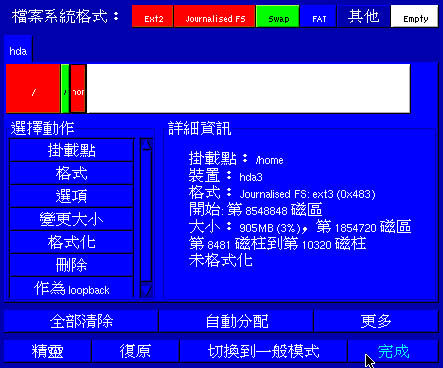 檔案系統格式： Ext2 Journalised FS Swap FAT 其他 Empty
hda
/ / hor
選擇動作
掛載點
格式
選項
變更大小
格式化
刪除
作為 loopback
詳細資訊
掛載點： /home
裝置： hda3
格式： Journalised FS: ext3 (0x483)
開始: 第 8548848 磁區
大小： 905MB (3%)， 第 1854720 磁區
第 8481 磁柱到第 10320 磁柱
未格式化
全部清除 自動分配 更多
精靈 復原 切換到一般模式 完成